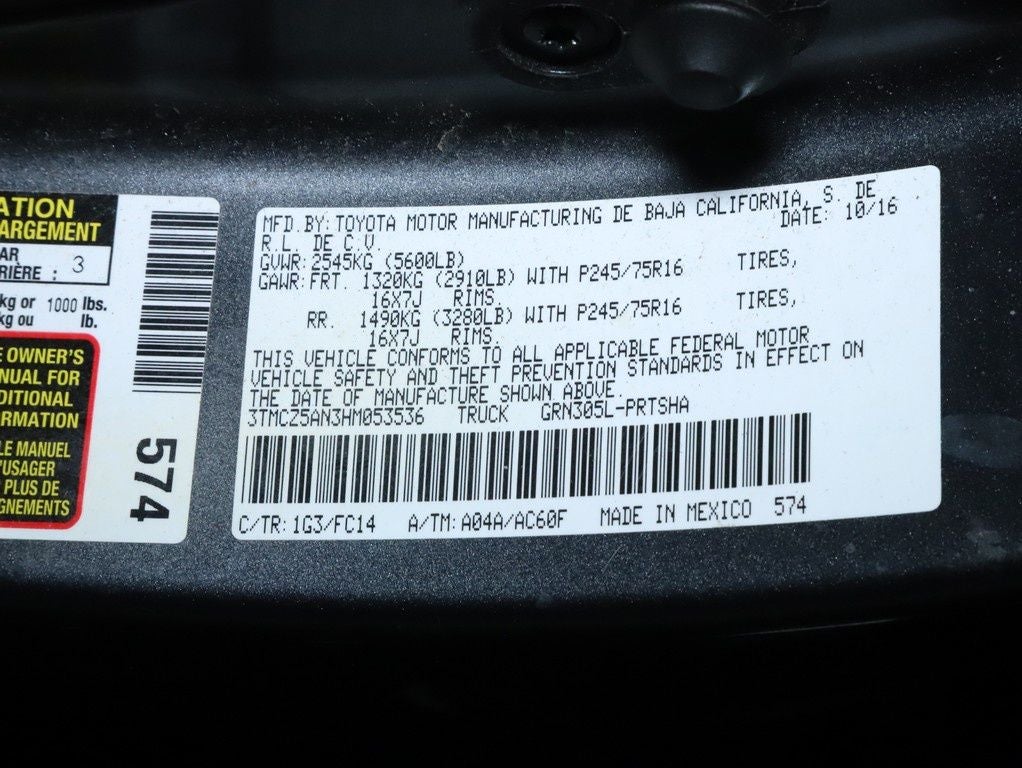 ATION
ARGEMENT
AR
RIÈRE : 3
kg or 1000 lbs.
kg ou lb.
E OWNER'S
NUAL FOR
DITIONAL
ORMATION
LE MANUEL
'USAGER
PLUS DE
GNEMENTS
574
MFD BY: TOYOTA MOTOR MANUFACTURING DE BAJA CALIFORNIA, S. DE
R.L. DE C.V. DATE: 10/16
GVWR: 2545KG (5600LB)
GAWR: FRT. 1320KG (2910LB) WITH P245/75R16 TIRES,
16X7J RIMS.
RR. 1490KG (3280LB) WITH P245/75R16 TIRES,
16X7J RIMS.
THIS VEHICLE CONFORMS TO ALL APPLICABLE FEDERAL MOTOR
VEHICLE SAFETY AND THEFT PREVENTION STANDARDS IN EFFECT ON
THE DATE OF MANUFACTURE SHOWN ABOVE.
3TMCZ5AN3HM053536 TRUCK GRN305L-PRTSHA
C/TR: 1G3/FC14 A/TM: A04A/AC60F MADE IN MEXICO 574